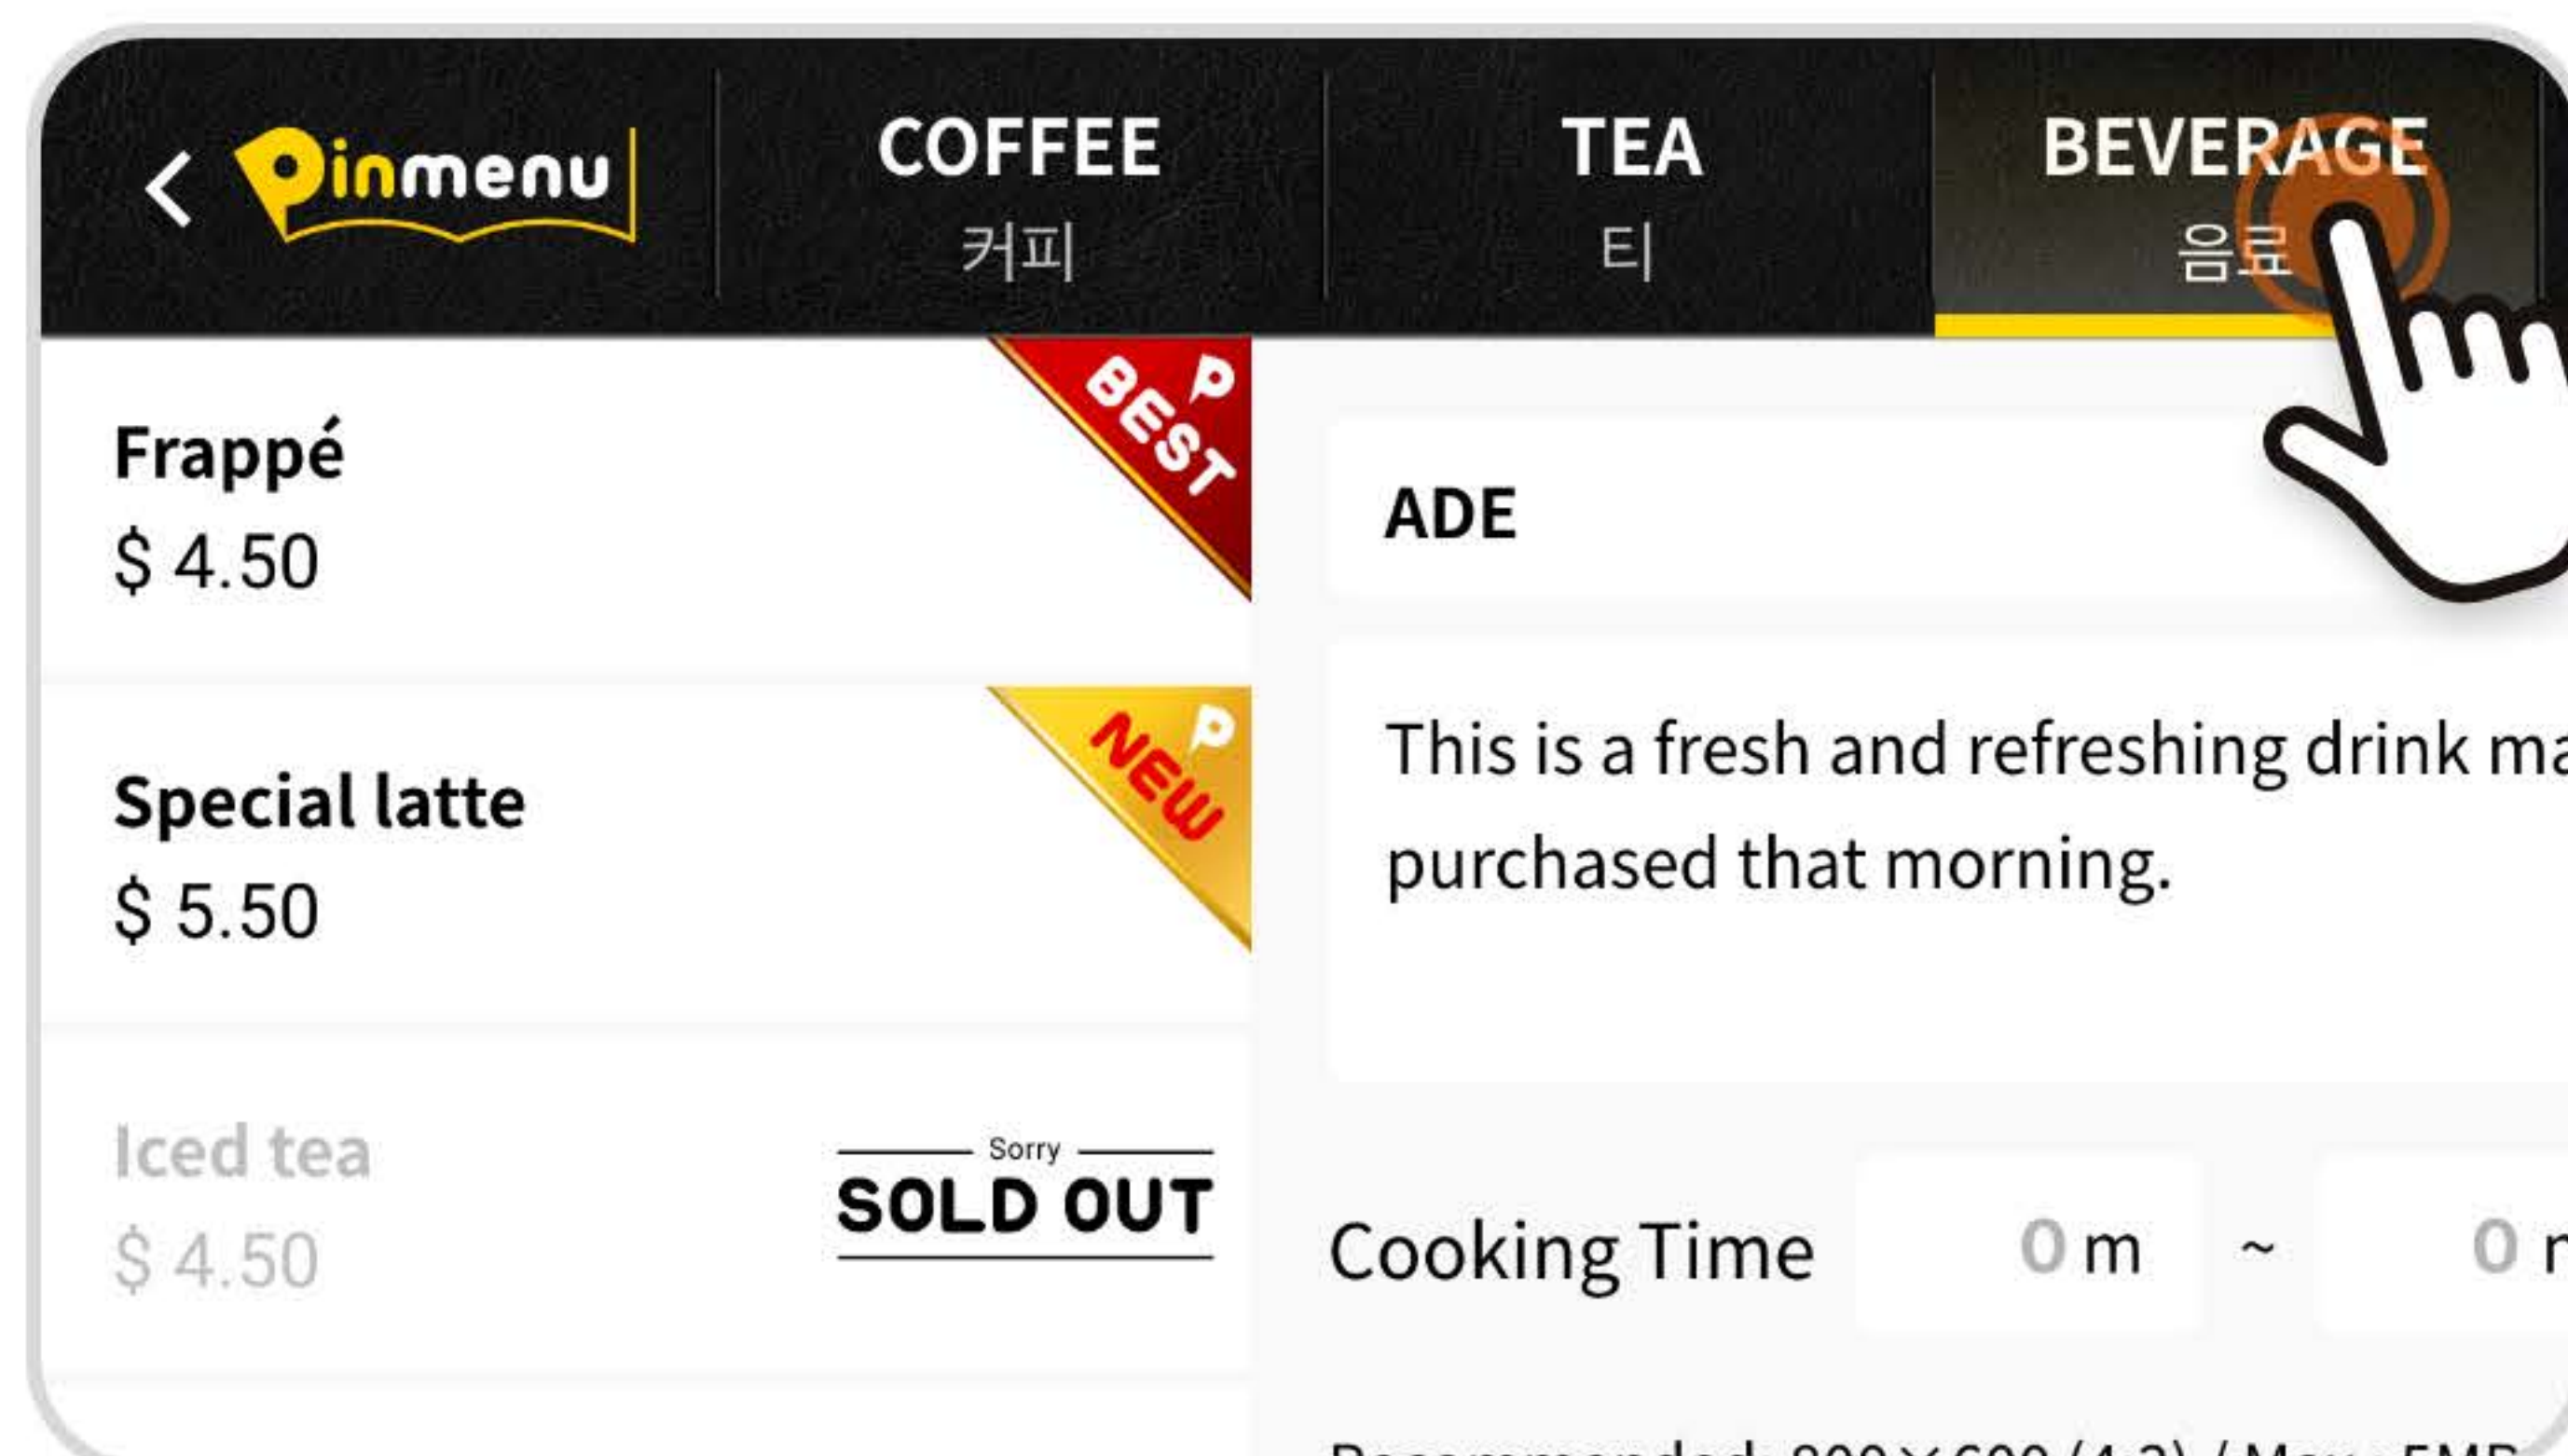 Pinmenu
COFFEE
커피
TEA
티
BEVERAGE
음료
Frappé
$ 4.50
P
BEST
Special latte
$ 5.50
P
NEW
Iced tea
$ 4.50
Sorry
SOLD OUT
ADE
This is a fresh and refreshing drink
purchased that morning.
Cooking Time 0 m ~ 0